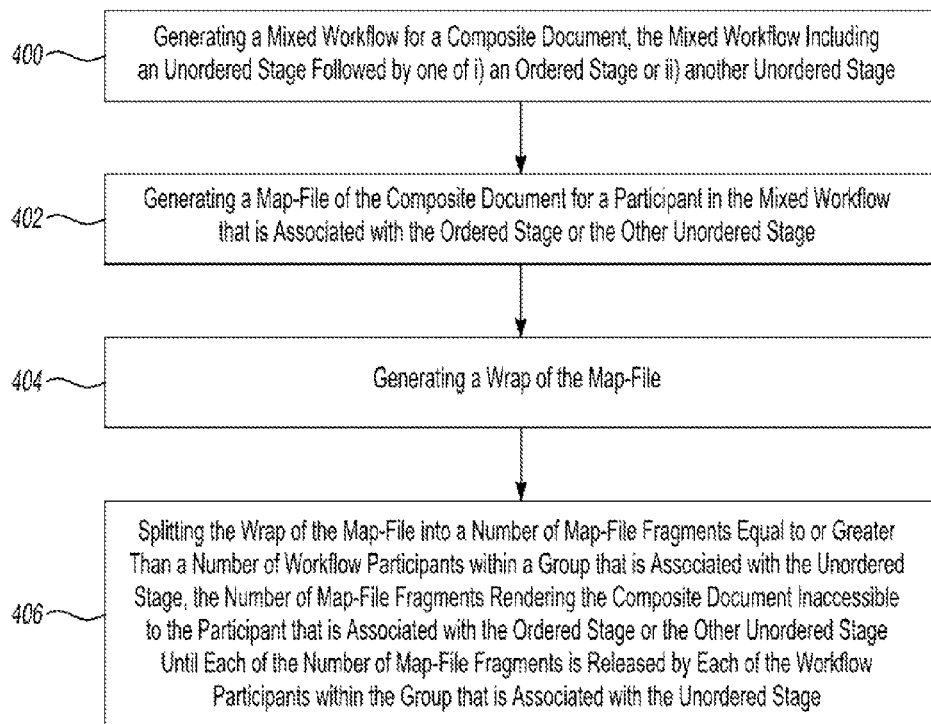 400
Generating a Mixed Workflow for a Composite Document, the Mixed Workflow Including
an Unordered Stage Followed by one of i) an Ordered Stage or ii) another Unordered Stage
402
Generating a Map-File of the Composite Document for a Participant in the Mixed Workflow
that is Associated with the Ordered Stage or the Other Unordered Stage
404
Generating a Wrap of the Map-File
406
Splitting the Wrap of the Map-File into a Number of Map-File Fragments Equal to or Greater
Than a Number of Workflow Participants within a Group that is Associated with the Unordered
Stage, the Number of Map-File Fragments Rendering the Composite Document Inaccessible
to the Participant that is Associated with the Ordered Stage or the Other Unordered Stage
Until Each of the Number of Map-File Fragments is Released by Each of the Workflow
Participants within the Group that is Associated with the Unordered Stage